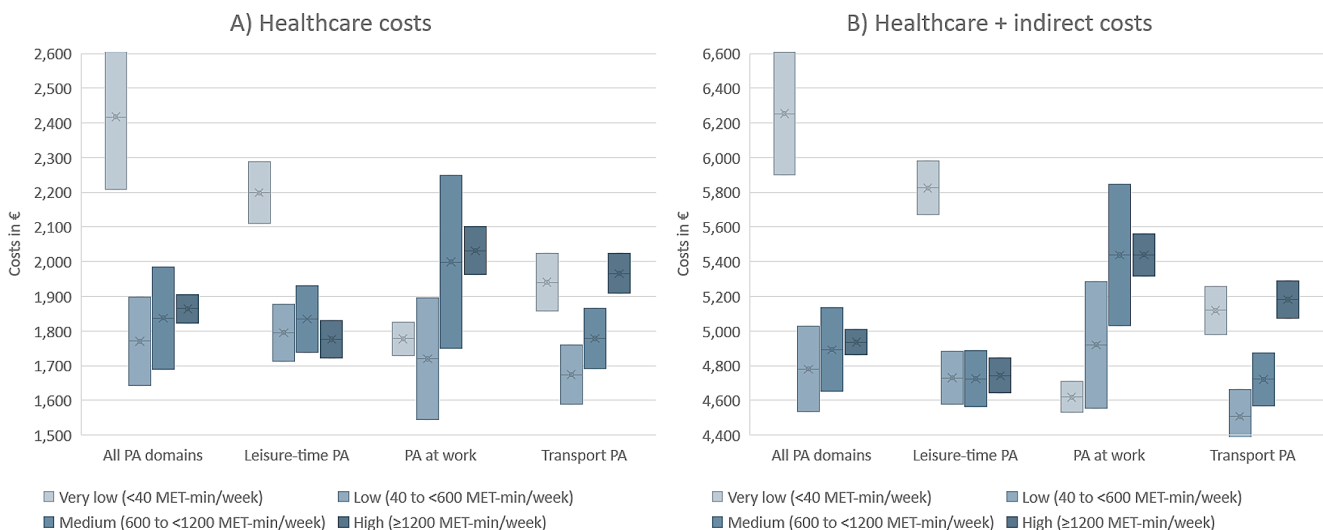 A) Healthcare costs
2,600
2,500
2,400
2,300
2,200
2,100
2,000
1,900
1,800
1,700
1,600
1,500
Costs in €
All PA domains Leisure-time PA PA at work Transport PA
Very low (<40 MET-min/week) Low (40 to <600 MET-min/week)
Medium (600 to <1200 MET-min/week) High (≥1200 MET-min/week)
B) Healthcare + indirect costs
6,600
6,400
6,200
6,000
5,800
5,600
5,400
5,200
5,000
4,800
4,600
4,400
Costs in €
All PA domains Leisure-time PA PA at work Transport PA
Very low (<40 MET-min/week) Low (40 to <600 MET-min/week)
Medium (600 to <1200 MET-min/week) High (≥1200 MET-min/week)